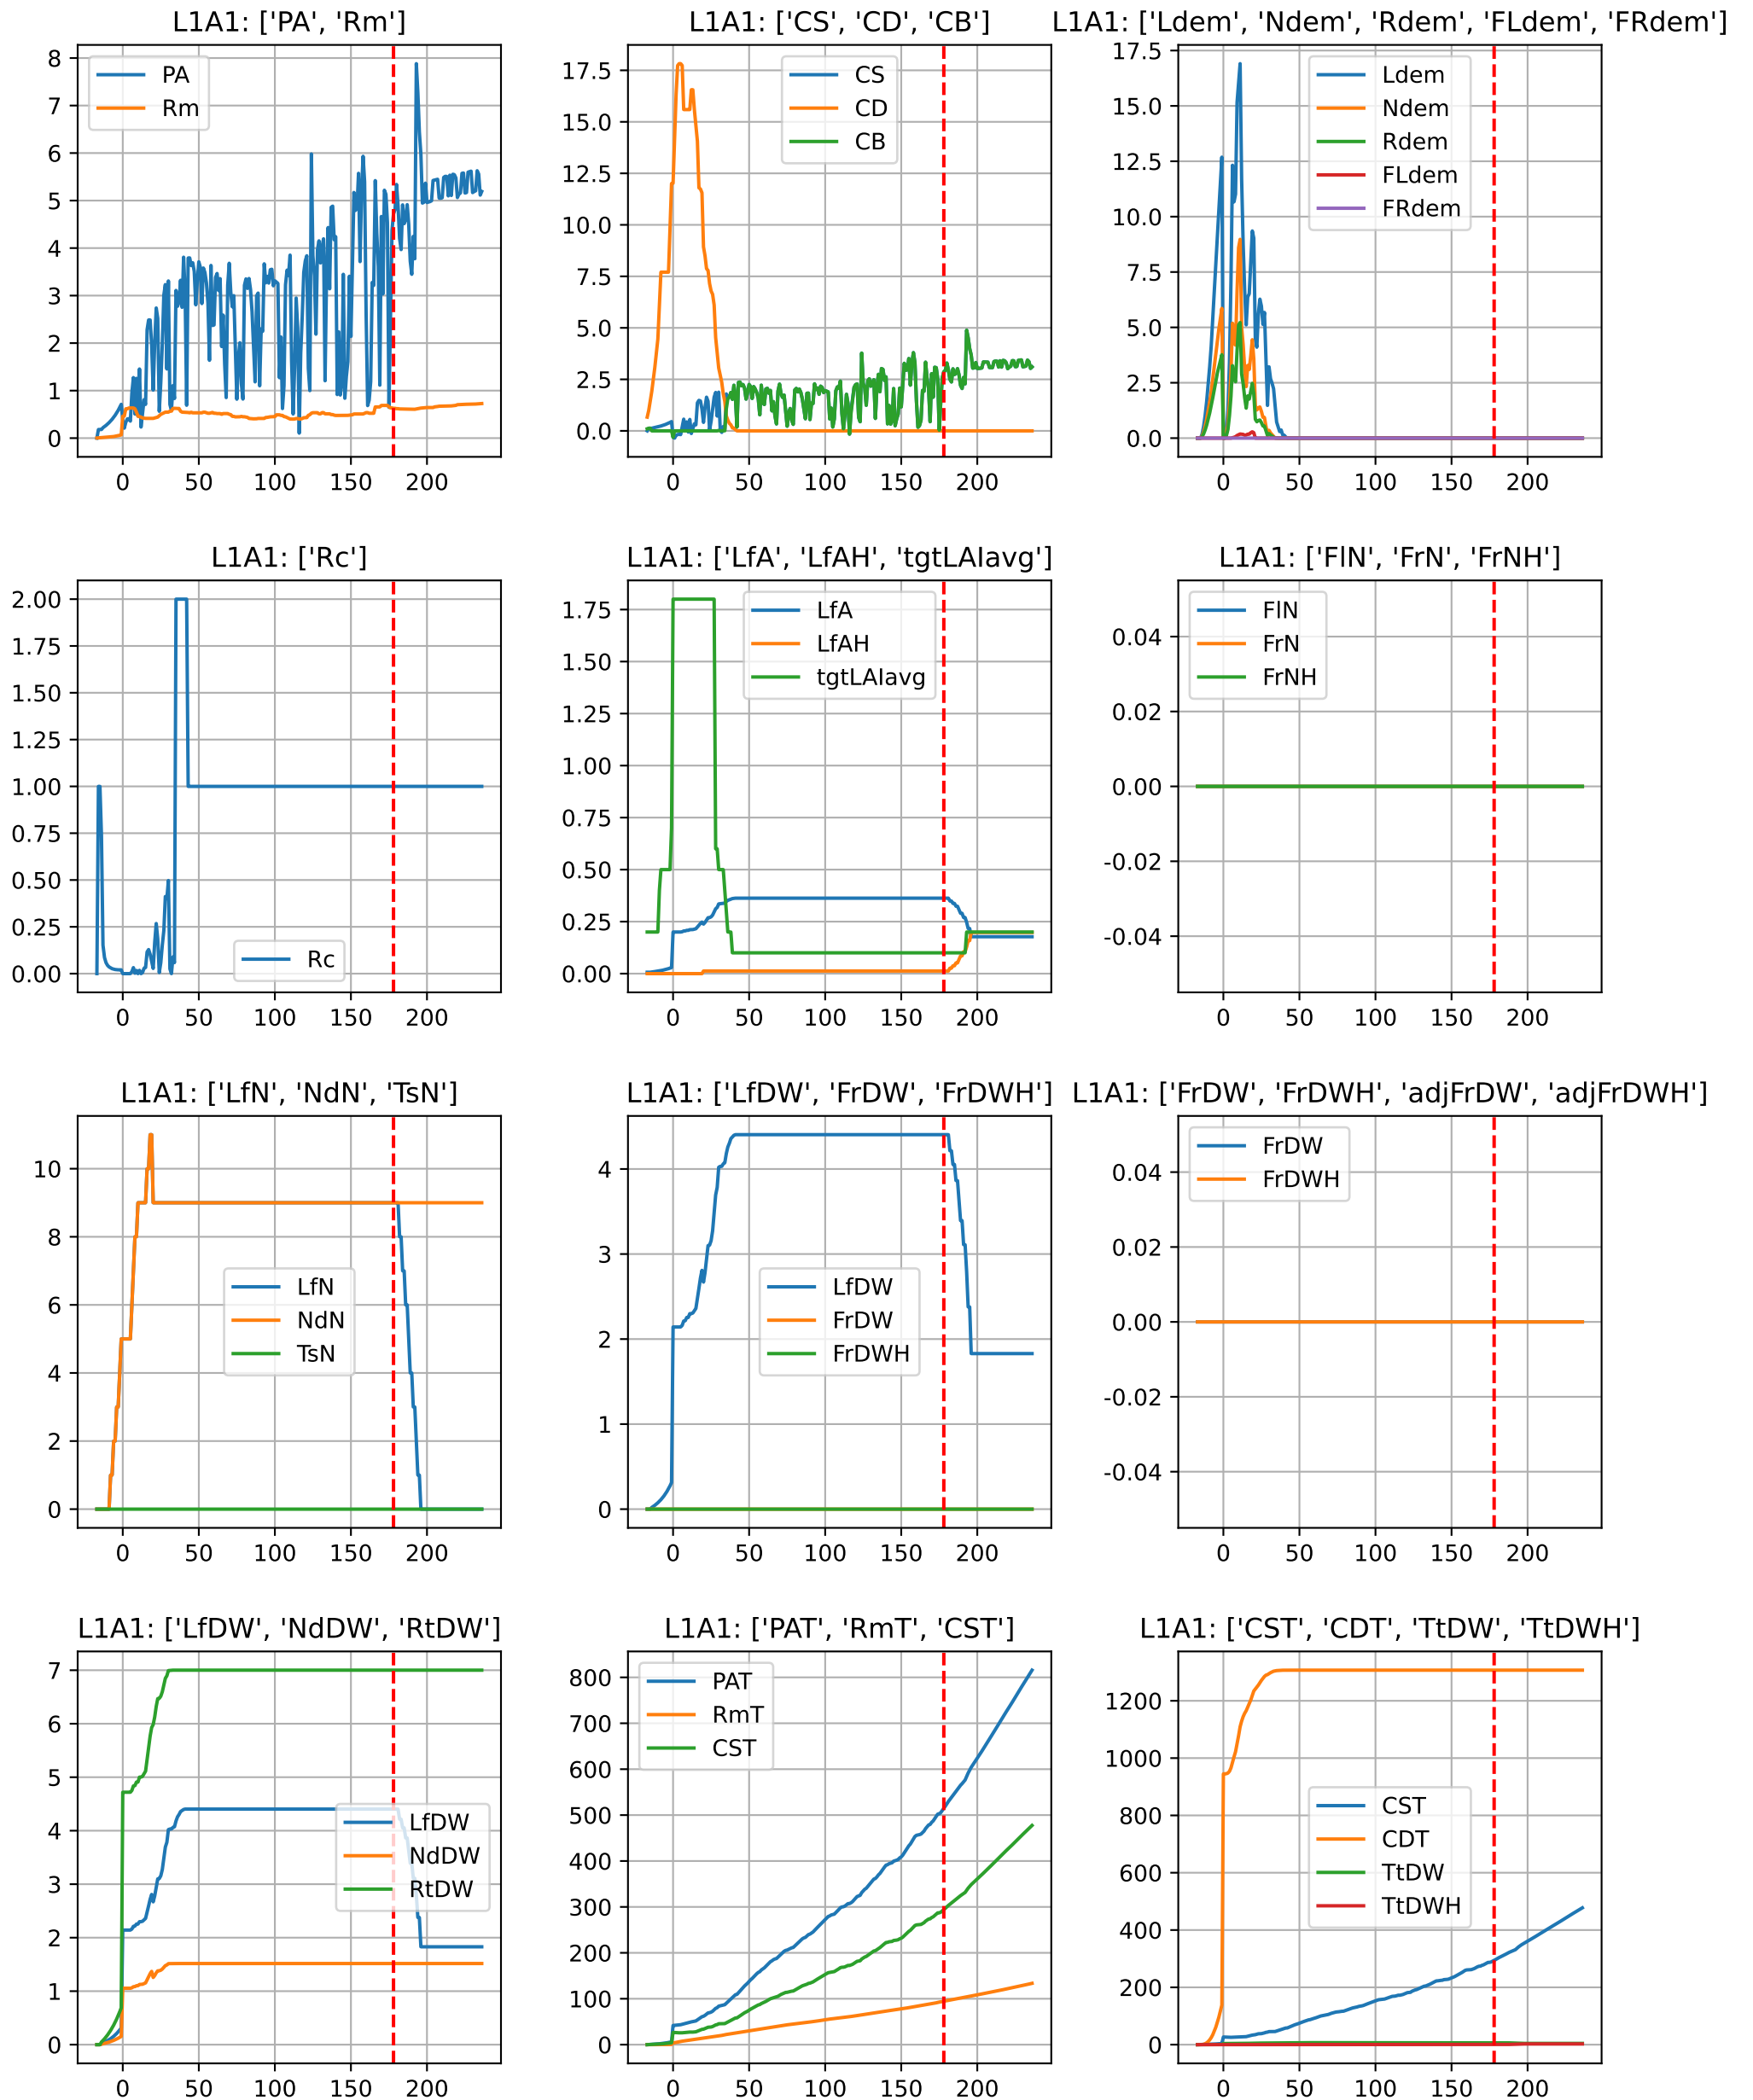 L1A1: ['PA', 'Rm']
8
7
6
5
4
3
2
1
0
0 50 100 150 200
PA
Rm
L1A1: ['CS', 'CD', 'CB']
17.5
15.0
12.5
10.0
7.5
5.0
2.5
0.0
0 50 100 150 200
CS
CD
CB
L1A1: ['Ldem', 'Ndem', 'Rdem', 'FLdem', 'FRdem']
17.5
15.0
12.5
10.0
7.5
5.0
2.5
0.0
0 50 100 150 200
Ldem
Ndem
Rdem
FLdem
FRdem
L1A1: ['Rc']
2.00
1.75
1.50
1.25
1.00
0.75
0.50
0.25
0.00
0 50 100 150 200
Rc
L1A1: ['LfA', 'LfAH', 'tgtLAIavg']
1.75
1.50
1.25
1.00
0.75
0.50
0.25
0.00
0 50 100 150 200
LfA
LfAH
tgtLAIavg
L1A1: ['FlN', 'FrN', 'FrNH']
0.04
0.02
0.00
-0.02
-0.04
0 50 100 150 200
FlN
FrN
FrNH
L1A1: ['LfN', 'NdN', 'TsN']
10
8
6
4
2
0
0 50 100 150 200
LfN
NdN
TsN
L1A1: ['LfDW', 'FrDW', 'FrDWH']
4
3
2
1
0
0 50 100 150 200
LfDW
FrDW
FrDWH
L1A1: ['FrDW', 'FrDWH', 'adjFrDW', 'adjFrDWH']
0.04
0.02
0.00
-0.02
-0.04
0 50 100 150 200
FrDW
FrDWH
L1A1: ['LfDW', 'NdDW', 'RtDW']
7
6
5
4
3
2
1
0
0 50 100 150 200
LfDW
NdDW
RtDW
L1A1: ['PAT', 'RmT', 'CST']
800
700
600
500
400
300
200
100
0
0 50 100 150 200
PAT
RmT
CST
L1A1: ['CST', 'CDT', 'TtDW', 'TtDWH']
1200
1000
800
600
400
200
0
0 50 100 150 200
CST
CDT
TtDW
TtDWH